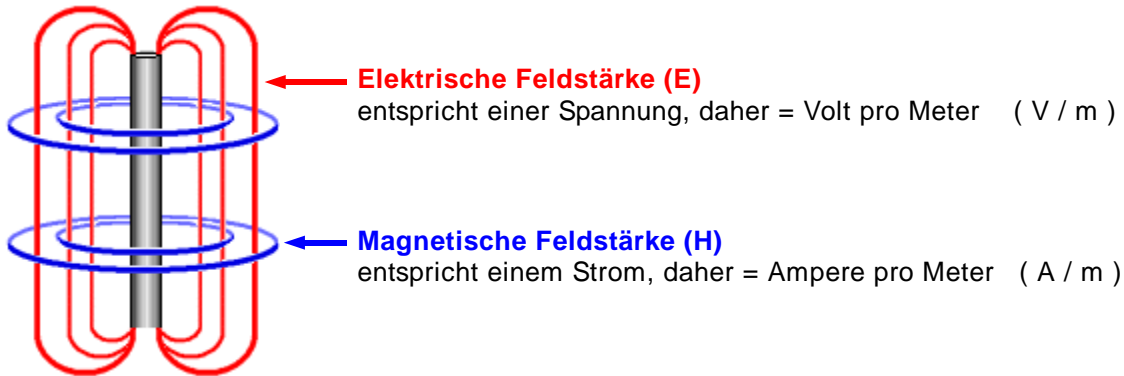 Elektrische Feldstärke (E)
entspricht einer Spannung, daher = Volt pro Meter ( V / m )
Magnetische Feldstärke (H)
entspricht einem Strom, daher = Ampere pro Meter ( A / m )